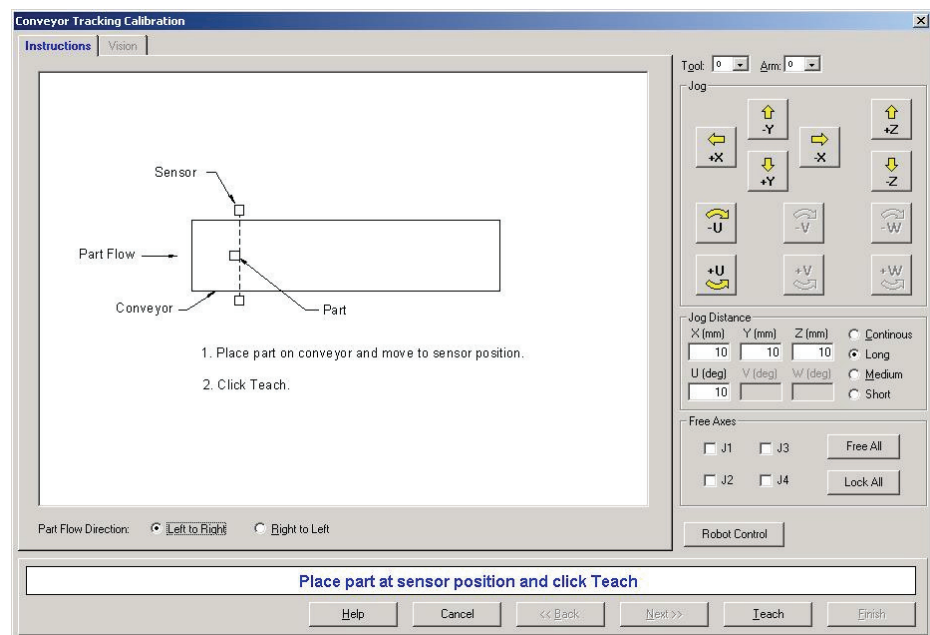 Conveyor Tracking Calibration
Instructions Vision
Tool: 0 Arm: 0
Jog
-Y
+Z
+X
-X
+Y
-Z
-U
-V
-W
+U
+V
+W
Sensor
Part Flow
Conveyor
Part
1. Place part on conveyor and move to sensor position.
2. Click Teach.
Jog Distance
X (mm) Y (mm) Z (mm) Continous
10 10 10 Long
U (deg) V (deg) W (deg) Medium
10 Short
Free Axes
J1 J3 Free All
J2 J4 Lock All
Part Flow Direction: Left to Right Right to Left
Robot Control
Place part at sensor position and click Teach
Help Cancel << Back Next >> Teach Finish